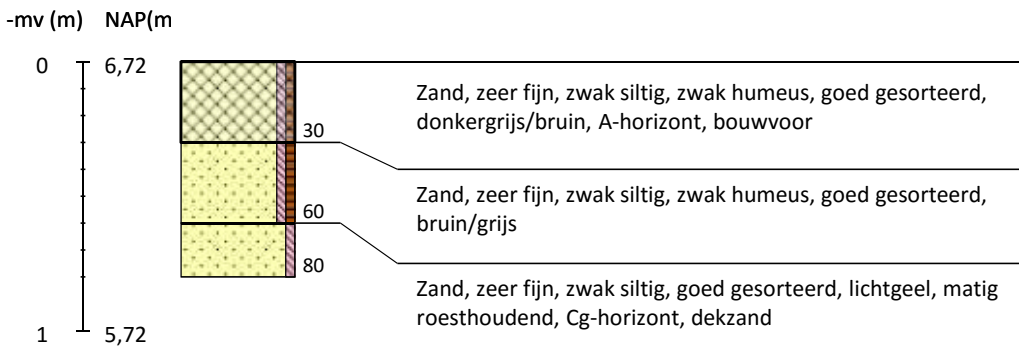 -mv (m) NAP(m
0 6,72
Zand, zeer fijn, zwak siltig, zwak humeus, goed gesorteerd,
donkergrijs/bruin, A-horizont, bouwvoor
30
Zand, zeer fijn, zwak siltig, zwak humeus, goed gesorteerd,
bruin/grijs
60
80
Zand, zeer fijn, zwak siltig, goed gesorteerd, lichtgeel, matig
roesthoudend, Cg-horizont, dekzand
1 5,72